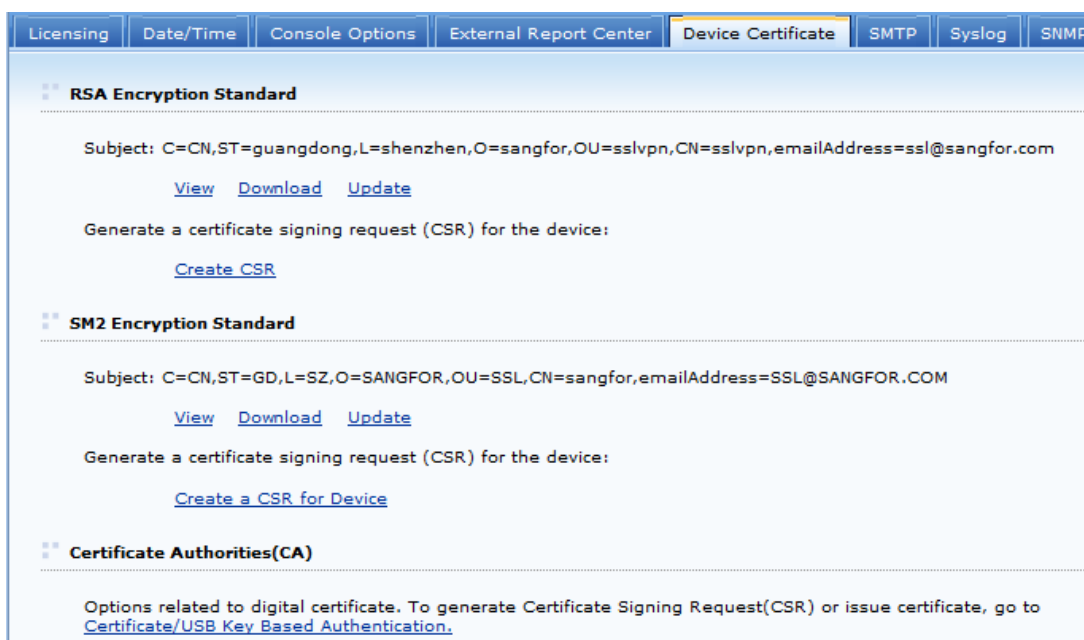 Licensing Date/Time Console Options External Report Center Device Certificate SMTP Syslog SNMP
RSA Encryption Standard
Subject: C=CN,ST=guangdong,L=shenzhen,O=sangfor,OU=sslvpn,CN=sslvpn,emailAddress=ssl@sangfor.com
View Download Update
Generate a certificate signing request (CSR) for the device:
Create CSR
SM2 Encryption Standard
Subject: C=CN,ST=GD,L=SZ,O=SANGFOR,OU=SSL,CN=sangfor,emailAddress=SSL@SANGFOR.COM
View Download Update
Generate a certificate signing request (CSR) for the device:
Create a CSR for Device
Certificate Authorities(CA)
Options related to digital certificate. To generate Certificate Signing Request(CSR) or issue certificate, go to
Certificate/USB Key Based Authentication.